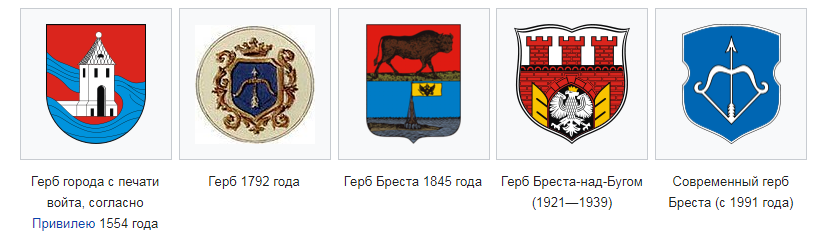 Герб города с печати
войта, согласно
Привилею 1554 года
Герб 1792 года
Герб Бреста 1845 года
Герб Бреста-над-Бугом
(1921—1939)
Современный герб
Бреста (с 1991 года)